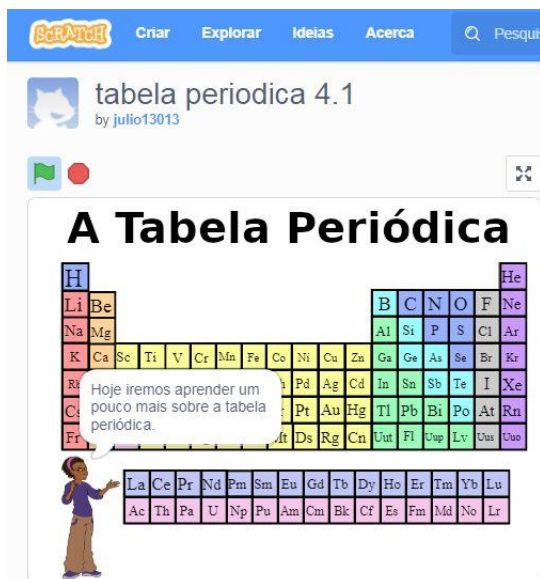 SCRATCH Criar Explorar Ideias Acerca
tabela periodica 4.1
by julio13013
A Tabela Periódica
H He
Li Be B C N O F Ne
Na Mg Al Si P S Cl Ar
K Ca Sc Ti V Cr Mn Fe Co Ni Cu Zn Ga Ge As Se Br Kr
Pd Ag Cd In Sn Sb Te I Xe
Pt Au Hg Tl Pb Bi Po At Rn
Fr Mt Ds Rg Cn Uut Fl Uup Lv Uus Uuo
Hoje iremos aprender um
pouco mais sobre a tabela
periódica.
La Ce Pr Nd Pm Sm Eu Gd Tb Dy Ho Er Tm Yb Lu
Ac Th Pa U Np Pu Am Cm Bk Cf Es Fm Md No Lr